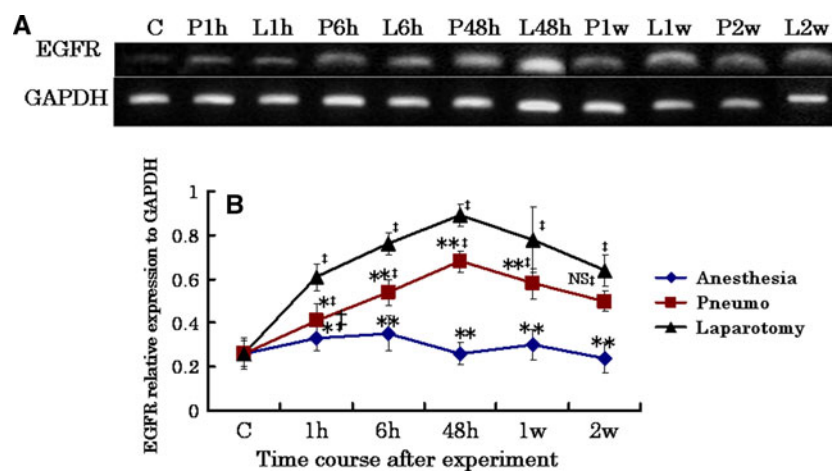 A
C P1h L1h P6h L6h P48h L48h P1w L1w P2w L2w
EGFR
GAPDH
B
EGFR relative expression to GAPDH
1
0.8
0.6
0.4
0.2
0
‡ ‡ ‡ ‡ ‡
*‡ **‡ **‡ **‡ NS‡
*‡ ** ** ** **
C 1h 6h 48h 1w 2w
Time course after experiment
Anesthesia
Pneumo
Laparotomy